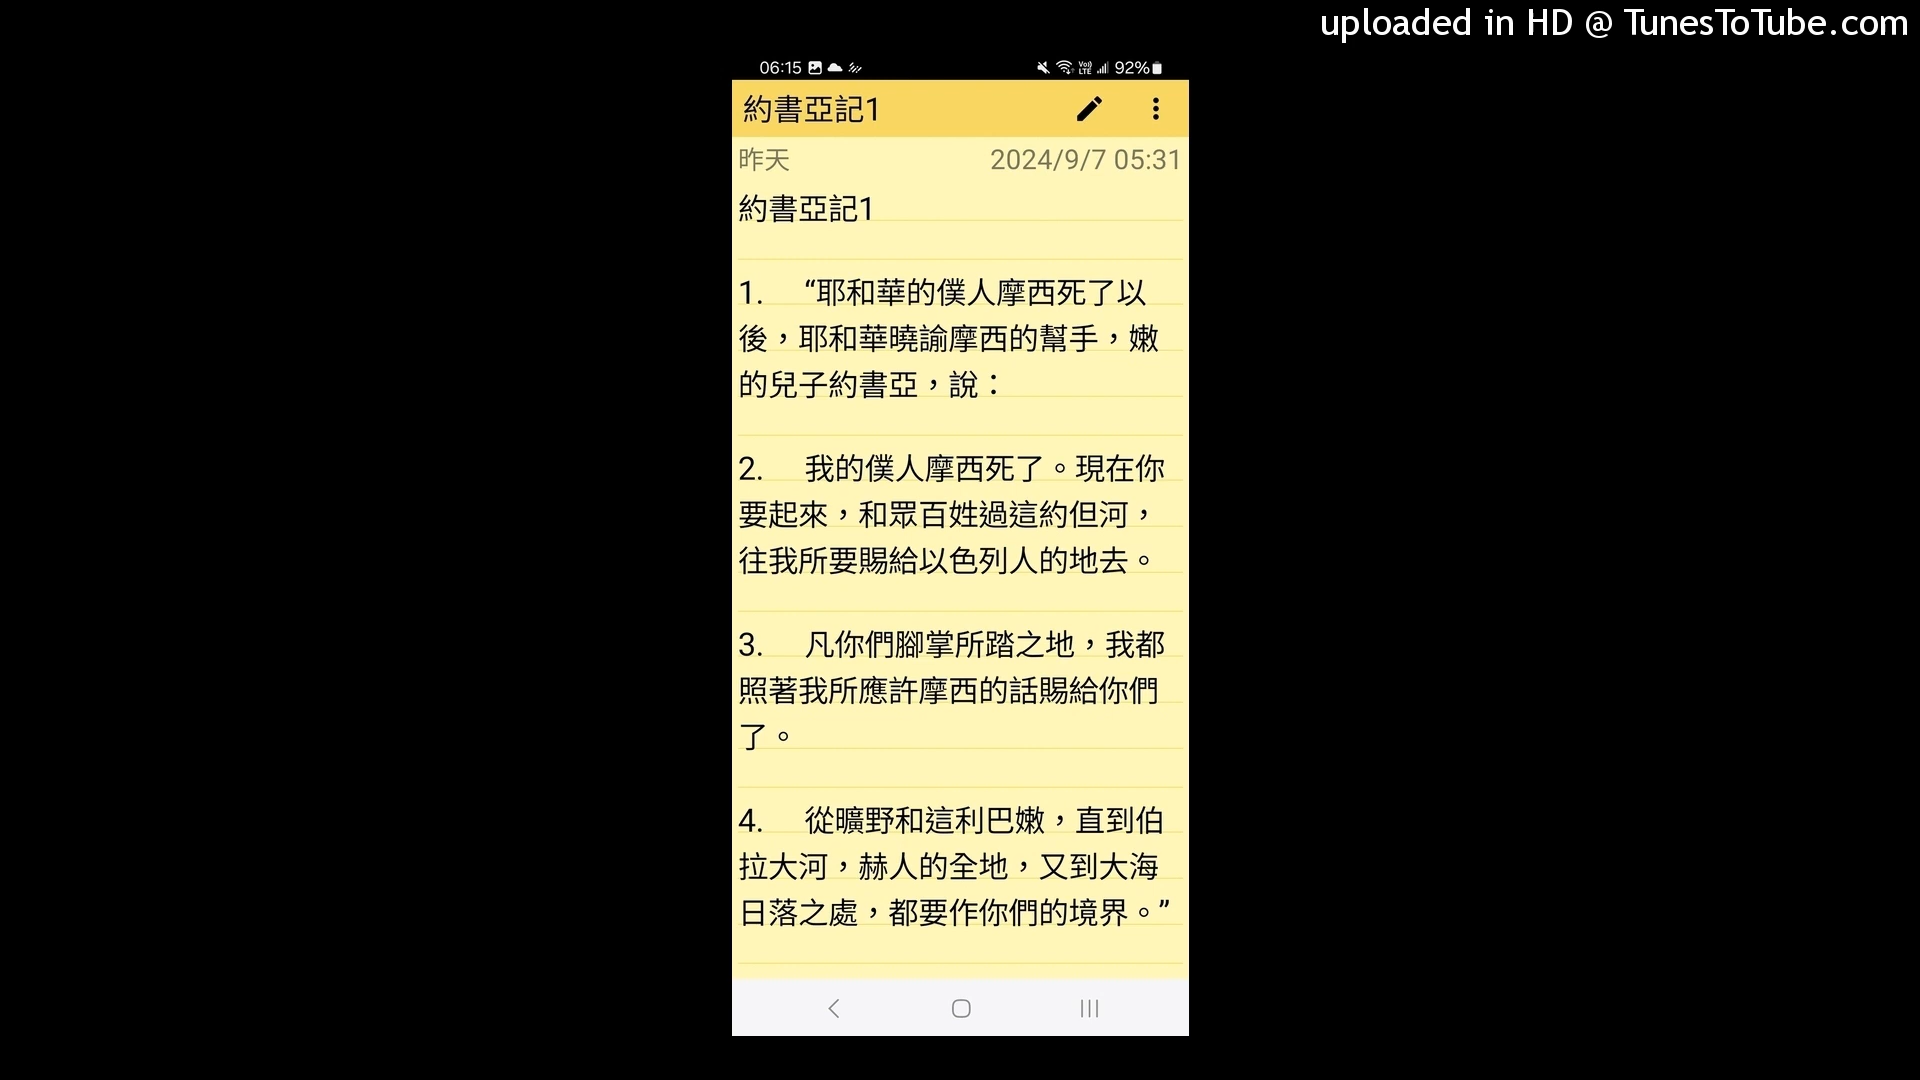 uploaded in HD @ TunesToTube.com
06:15 92%
約書亞記1
昨天 2024/9/7 05:31
約書亞記1
1. “耶和華的僕人摩西死了以
後，耶和華曉諭摩西的幫手，嫩
的兒子約書亞，說：
2. 我的僕人摩西死了。現在你
要起來，和眾百姓過這約但河，
往我所要賜給以色列人的地去。
3. 凡你們腳掌所踏之地，我都
照著我所應許摩西的話賜給你們
了。
4. 從曠野和這利巴嫩，直到伯
拉大河，赫人的全地，又到大海
日落之處，都要作你們的境界。”